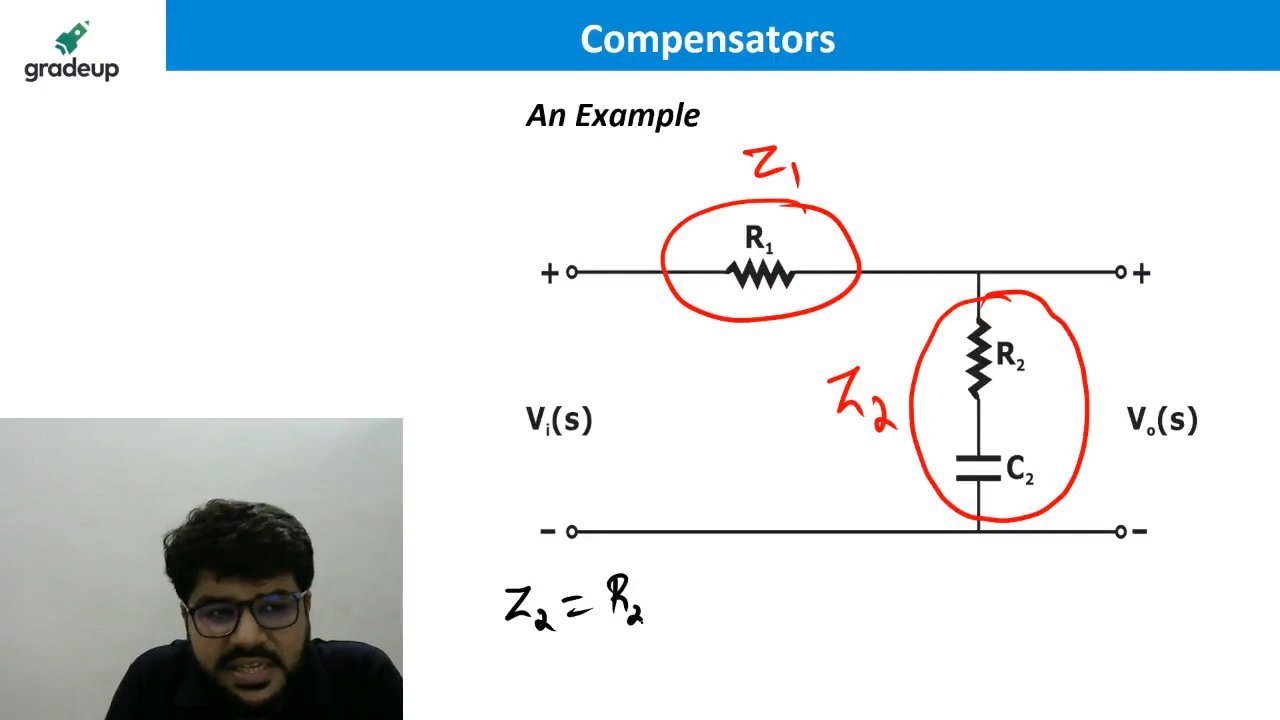 Compensators
gradeup
An Example
Z1
R1
+ +
R2
Z2
Vi(s) Vo(s)
C2
- -
Z2 = R2